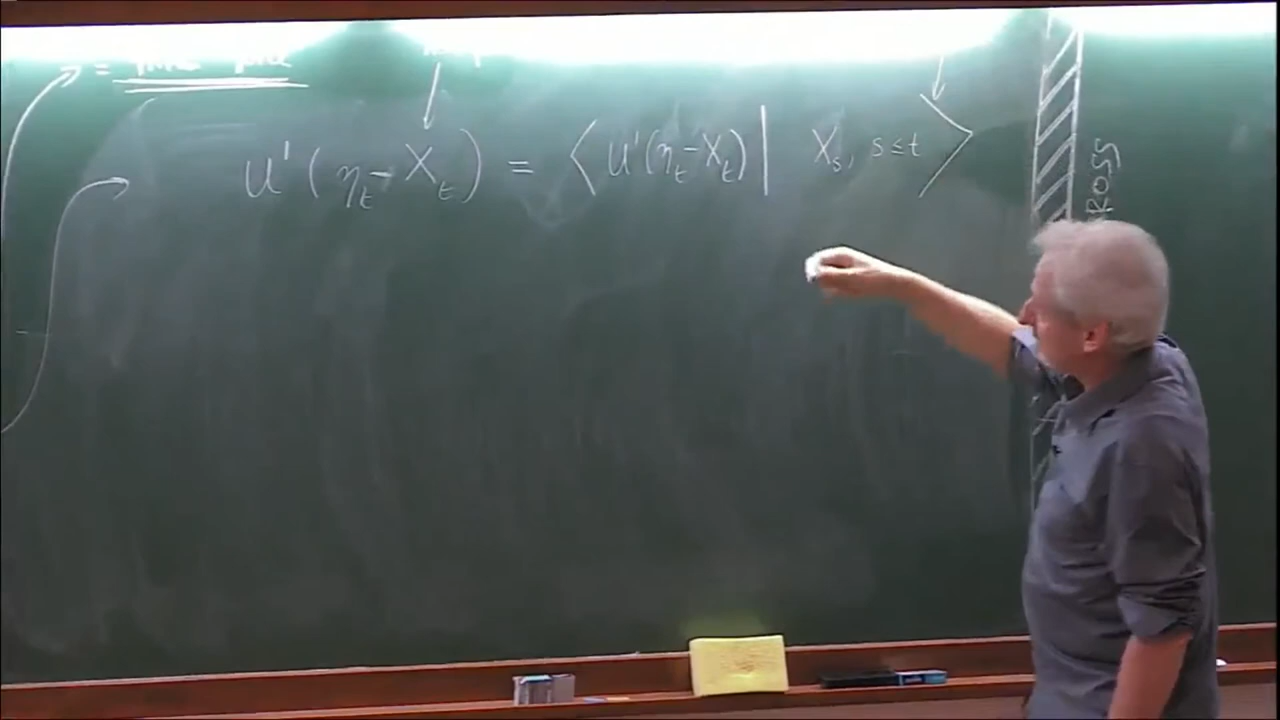 U'(η_t - X_t) = ⟨ U'(η_t - X_t) | X_s, s ≤ t ⟩